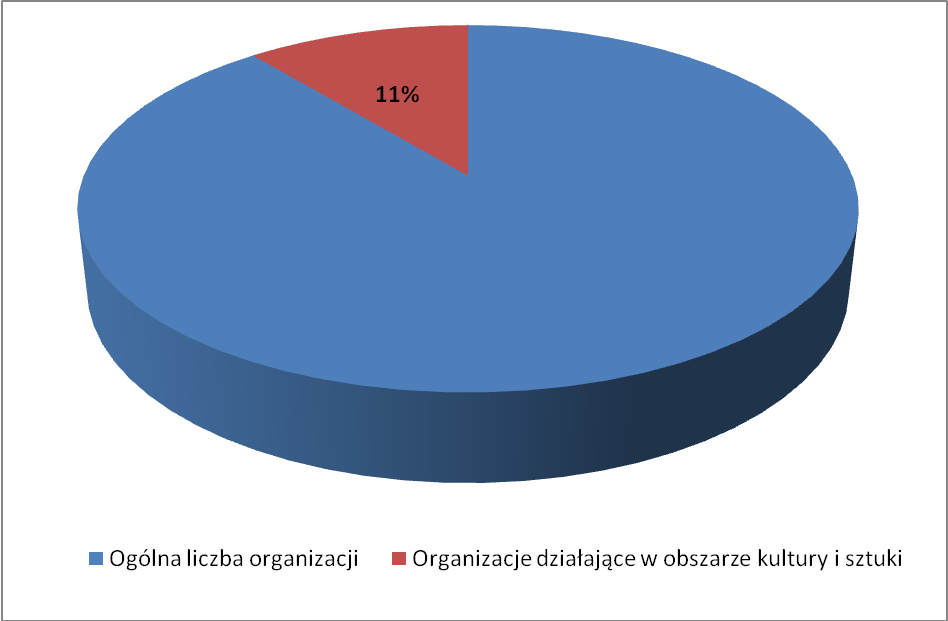 11%
Ogólna liczba organizacji
Organizacje działające w obszarze kultury i sztuki